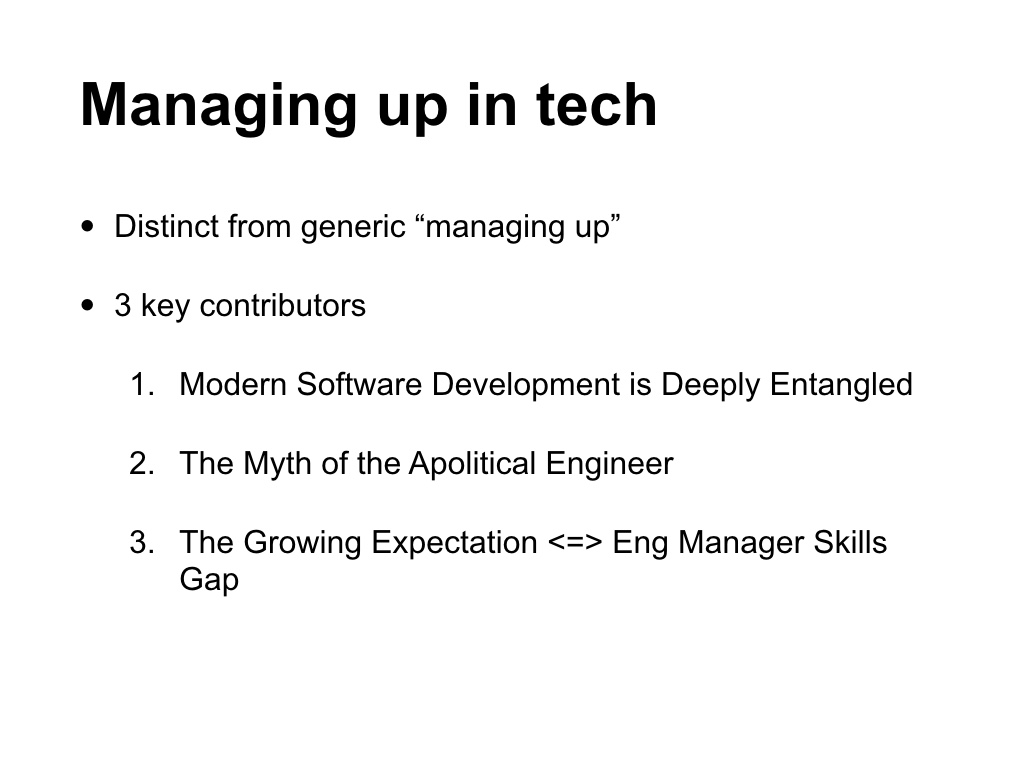 Managing up in tech
• Distinct from generic “managing up”
• 3 key contributors
1. Modern Software Development is Deeply Entangled
2. The Myth of the Apolitical Engineer
3. The Growing Expectation <=> Eng Manager Skills
Gap